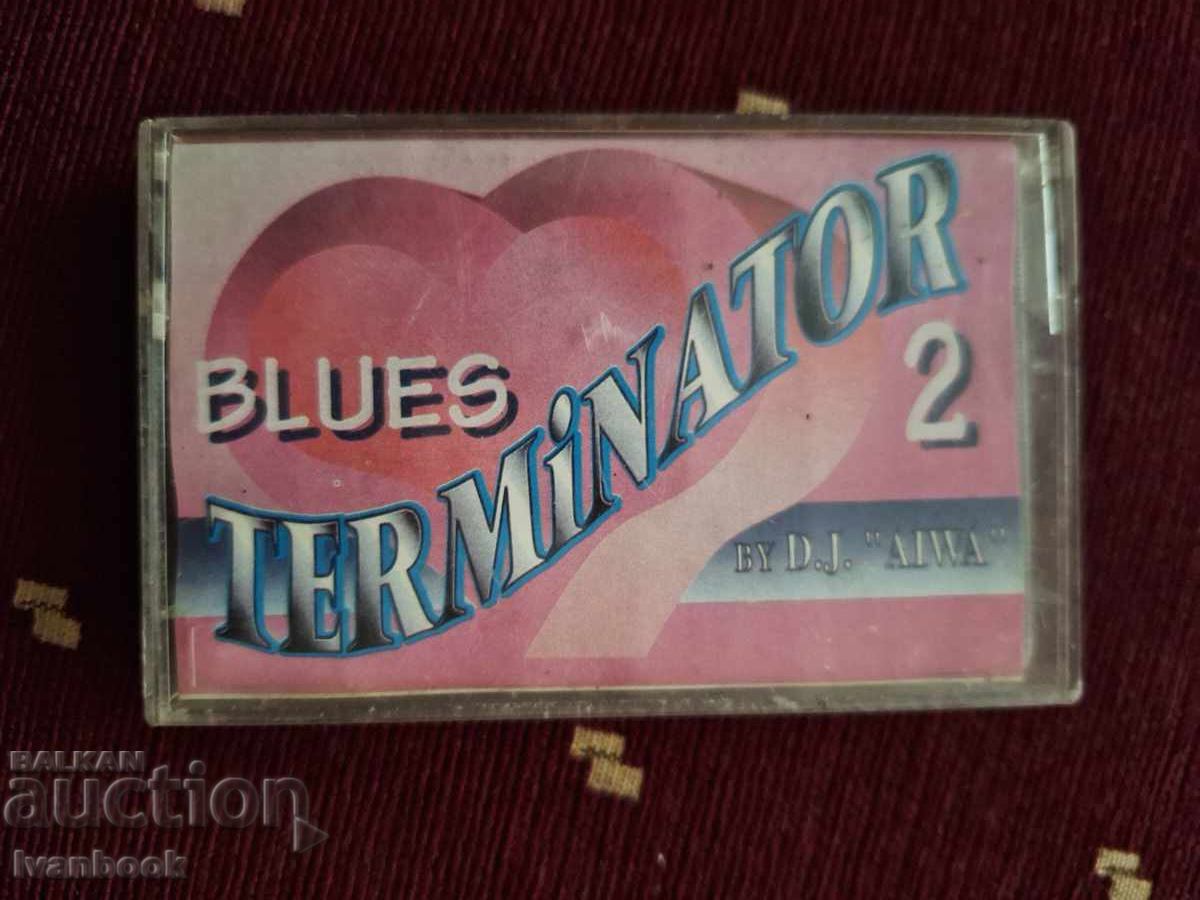 BLUES
TERMiNATOR
2
BY D.J. "AIWA"
BALKAN
auction
Ivanbook